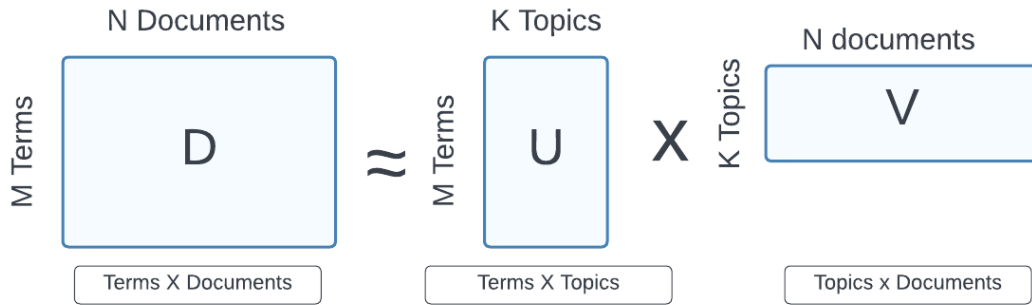 N Documents
K Topics
N documents
M Terms
D
≈
M Terms
U
X
K Topics
V
Terms X Documents
Terms X Topics
Topics x Documents